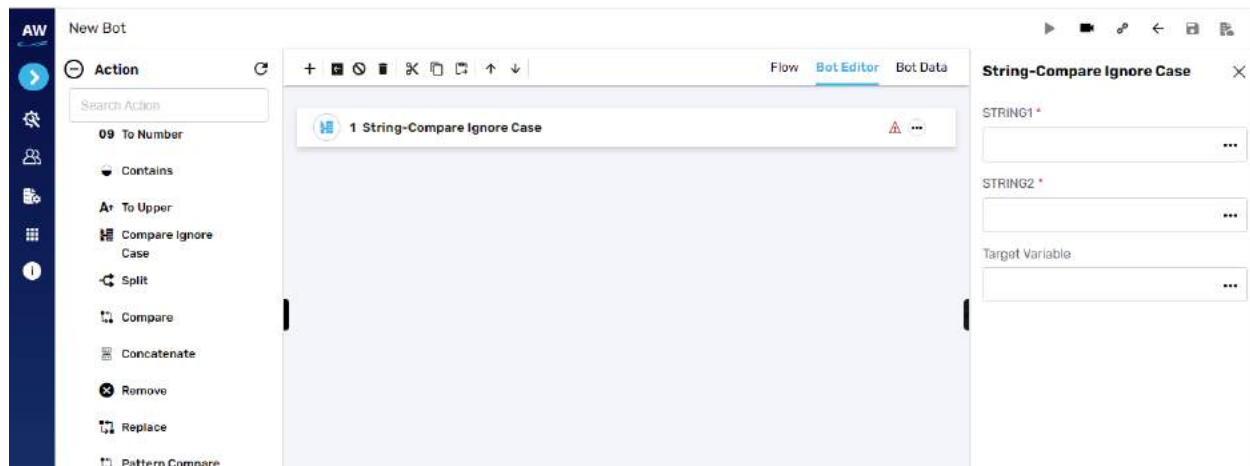 AW
New Bot
Action
Search Action
09 To Number
Contains
A↑ To Upper
Compare Ignore
Case
Split
Compare
Concatenate
Remove
Replace
Pattern Compare
Flow Bot Editor Bot Data
1 String-Compare Ignore Case
String-Compare Ignore Case
STRING1 *
STRING2 *
Target Variable